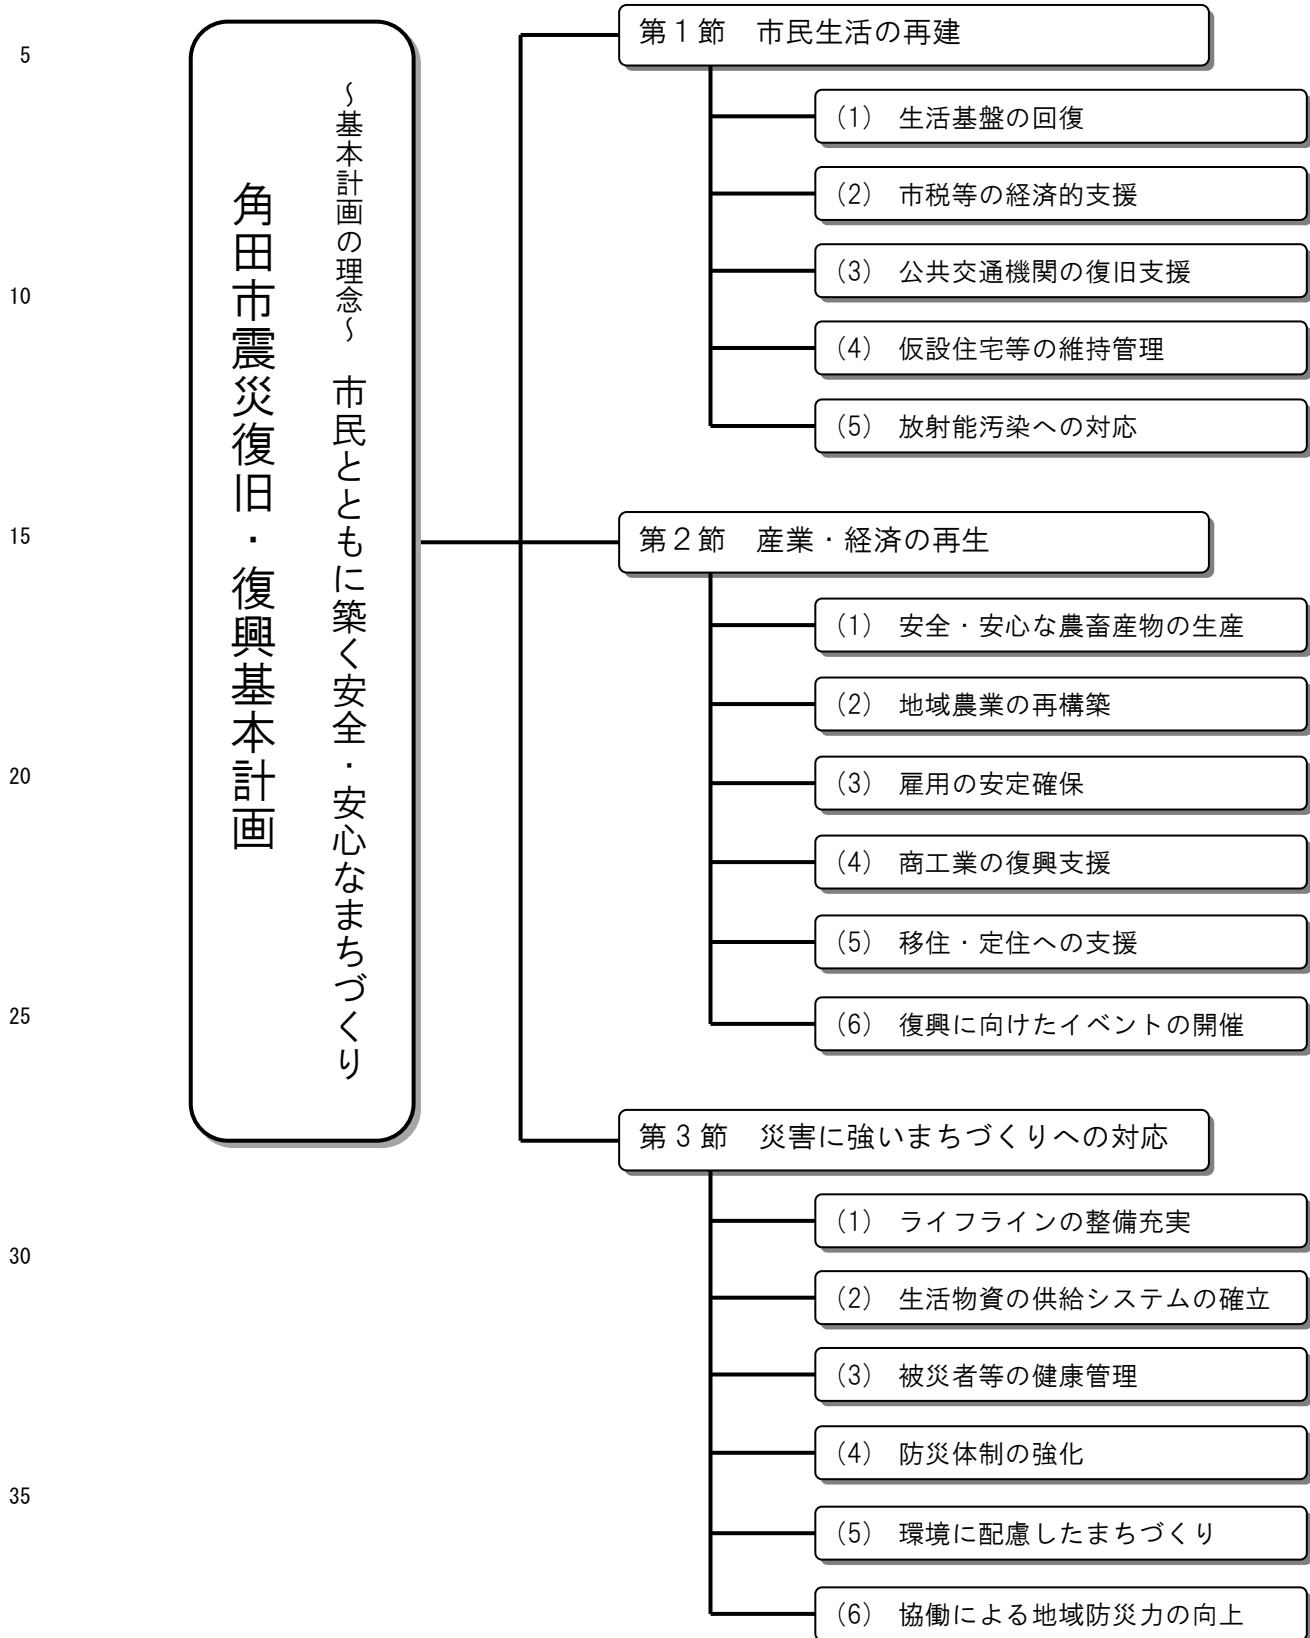 角田市震災復旧・復興基本計画
～基本計画の理念～　市民とともに築く安全・安心なまちづくり
第１節　市民生活の再建
5
(1)　生活基盤の回復
(2)　市税等の経済的支援
(3)　公共交通機関の復旧支援
10
(4)　仮設住宅等の維持管理
(5)　放射能汚染への対応
第２節　産業・経済の再生
15
(1)　安全・安心な農畜産物の生産
(2)　地域農業の再構築
(3)　雇用の安定確保
20
(4)　商工業の復興支援
(5)　移住・定住への支援
(6)　復興に向けたイベントの開催
25
第３節　災害に強いまちづくりへの対応
(1)　ライフラインの整備充実
30
(2)　生活物資の供給システムの確立
(3)　被災者等の健康管理
(4)　防災体制の強化
35
(5)　環境に配慮したまちづくり
(6)　協働による地域防災力の向上